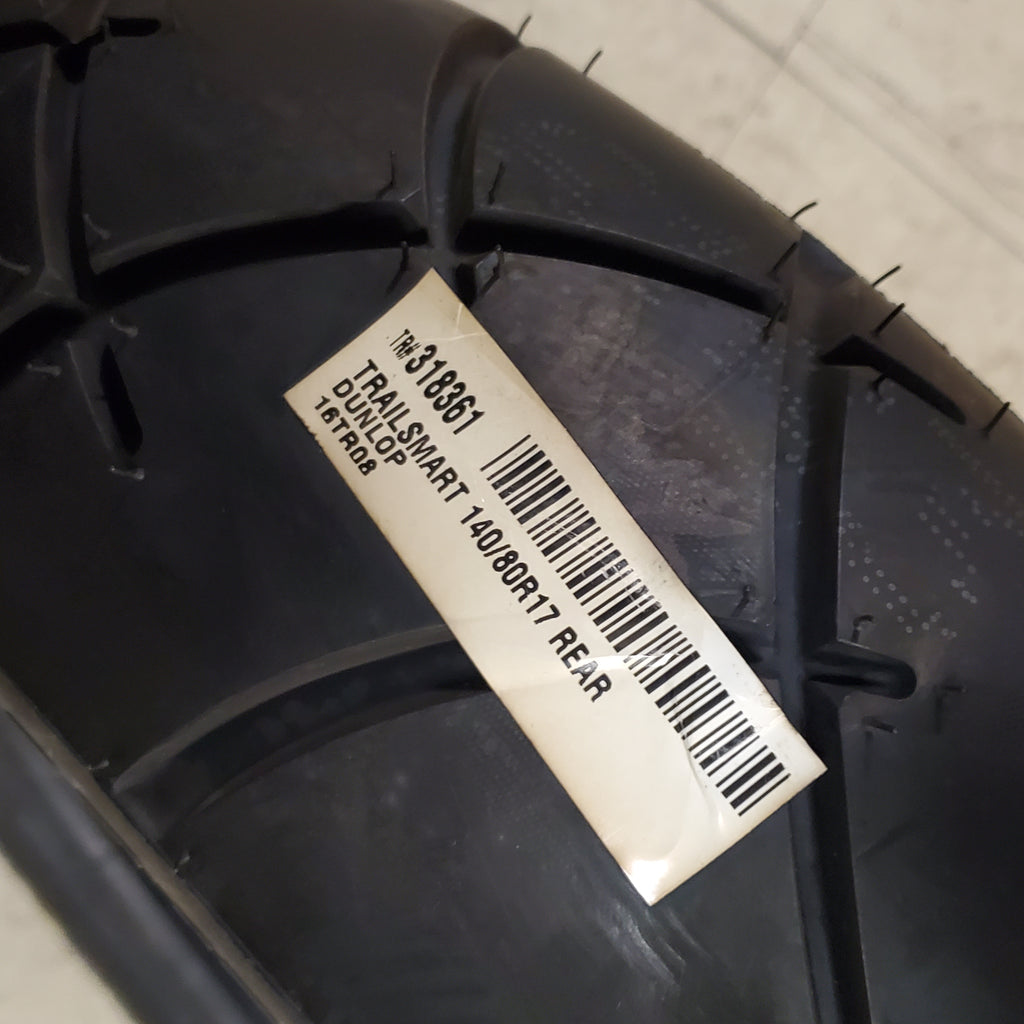 TR# 318361
TRAILSMART 140/80R17 REAR
DUNLOP
16TR08